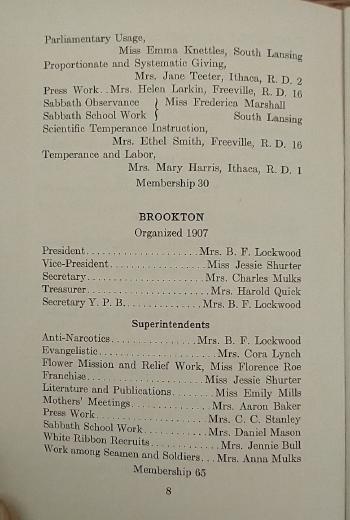 Parliamentary Usage,
Miss Emma Knettles, South Lansing
Proportionate and Systematic Giving,
Mrs. Jane Teeter, Ithaca, R. D. 2
Press Work..Mrs. Helen Larkin, Freeville, R. D. 16
Sabbath Observance } Miss Frederica Marshall
Sabbath School Work } South Lansing
Scientific Temperance Instruction,
Mrs. Ethel Smith, Freeville, R. D. 16
Temperance and Labor,
Mrs. Mary Harris, Ithaca, R. D. 1
Membership 30
BROOKTON
Organized 1907
President......................Mrs. B. F. Lockwood
Vice-President...................Miss Jessie Shurter
Secretary.......................Mrs. Charles Mulks
Treasurer........................Mrs. Harold Quick
Secretary Y. P. B...............Mrs. B. F. Lockwood
Superintendents
Anti-Narcotics.................Mrs. B. F. Lockwood
Evangelistic.......................Mrs. Cora Lynch
Flower Mission and Relief Work, Miss Florence Roe
Franchise.......................Miss Jessie Shurter
Literature and Publications........Miss Emily Mills
Mothers' Meetings................Mrs. Aaron Baker
Press Work......................Mrs. C. C. Stanley
Sabbath School Work............Mrs. Daniel Mason
White Ribbon Recruits..............Mrs. Jennie Bull
Work among Seamen and Soldiers...Mrs. Anna Mulks
Membership 65
8